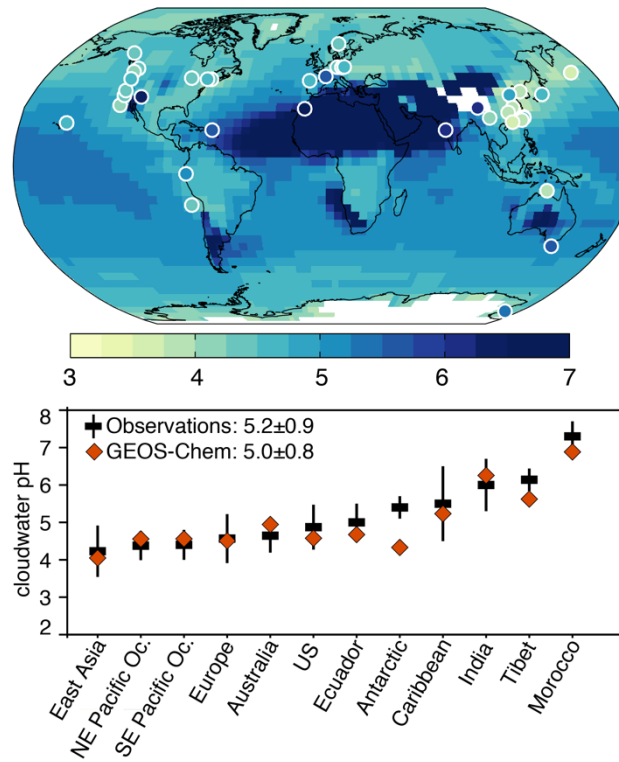 3 4 5 6 7
8
7
6
5
4
3
2
cloudwater pH
Observations: 5.2±0.9
GEOS-Chem: 5.0±0.8
East Asia
NE Pacific Oc.
SE Pacific Oc.
Europe
Australia
US
Ecuador
Antarctic
Caribbean
India
Tibet
Morocco